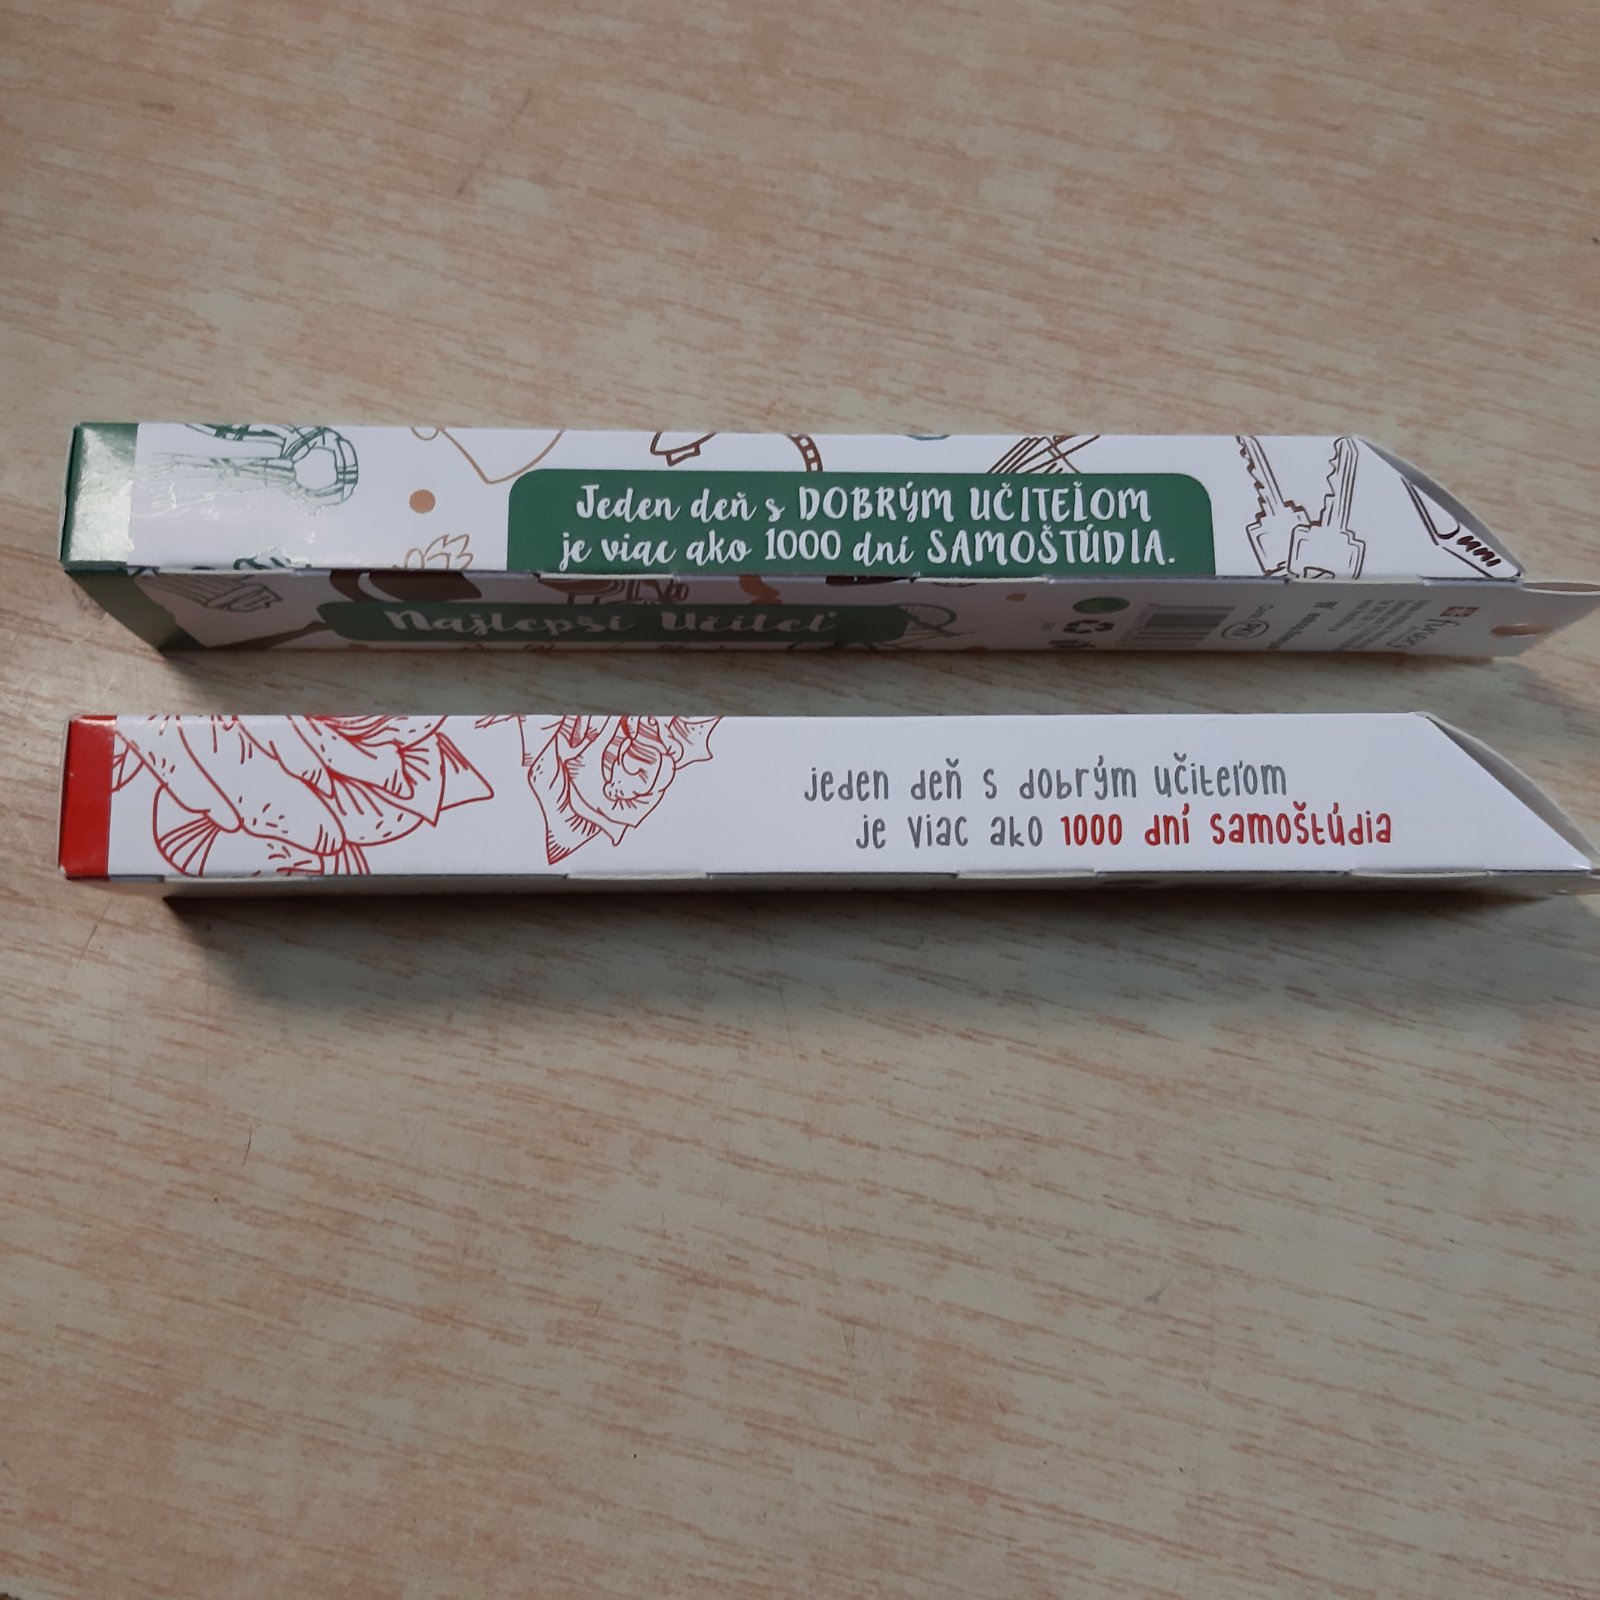 Jeden deň s DOBRÝM UČITEĽOM
je viac ako 1000 dní SAMOŠTÚDIA.
Najlepší Učiteľ
jeden deň s dobrým učiteľom
je viac ako 1000 dní samoštúdia